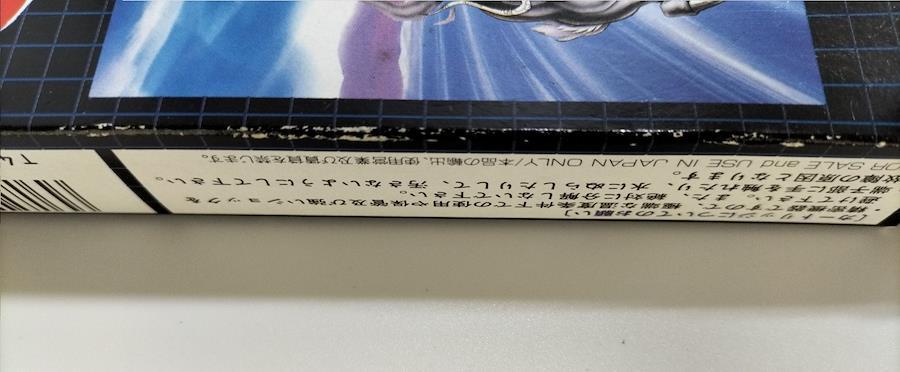 [カートリッジについてのお願い]
・精密機器ですので、極端な温度条件下での使用や保管及び強いショックを
避けて下さい。また、絶対に分解しないで下さい。
端子部に手を触れたり、水にぬらしたりして、汚さないようにして下さい。
故障の原因となります。
OR SALE and USE IN JAPAN ONLY/本品の輸出、使用営業及び賃貸を禁じます。
T4